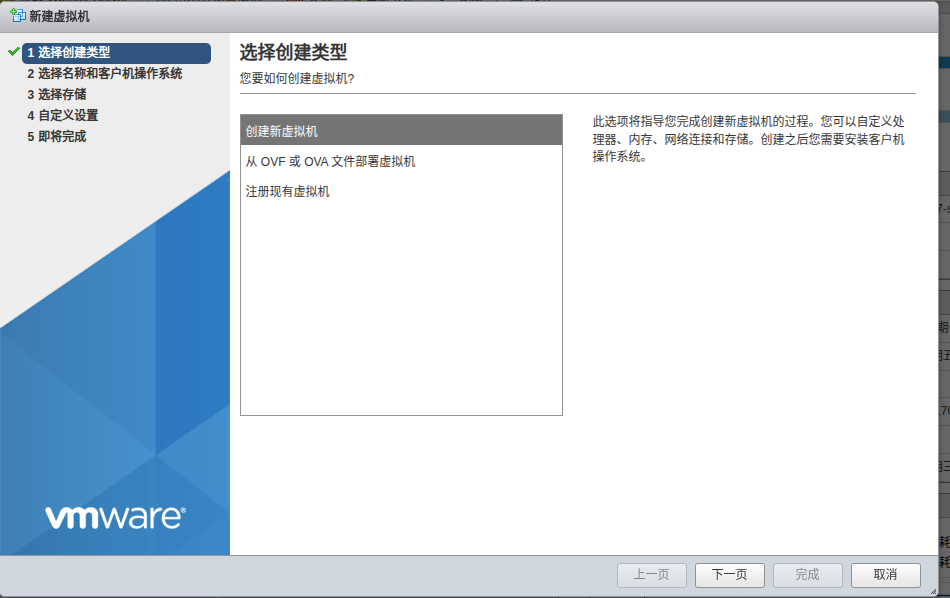 新建虚拟机
1 选择创建类型
2 选择名称和客户机操作系统
3 选择存储
4 自定义设置
5 即将完成
选择创建类型
您要如何创建虚拟机?
创建新虚拟机
从 OVF 或 OVA 文件部署虚拟机
注册现有虚拟机
此选项将指导您完成创建新虚拟机的过程。您可以自定义处
理器、内存、网络连接和存储。创建之后您需要安装客户机
操作系统。
vmware®
上一页
下一页
完成
取消